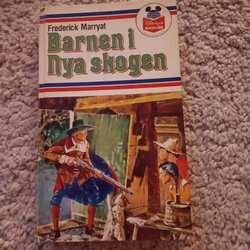 Frederick Marryat
Barnen i
nya skogen